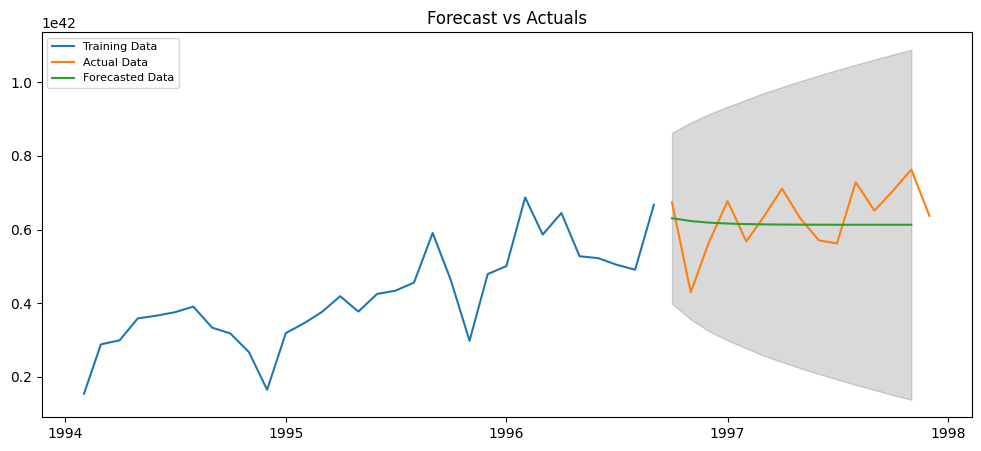 Forecast vs Actuals
1e42
Training Data
Actual Data
Forecasted Data
1.0
0.8
0.6
0.4
0.2
1994
1995
1996
1997
1998